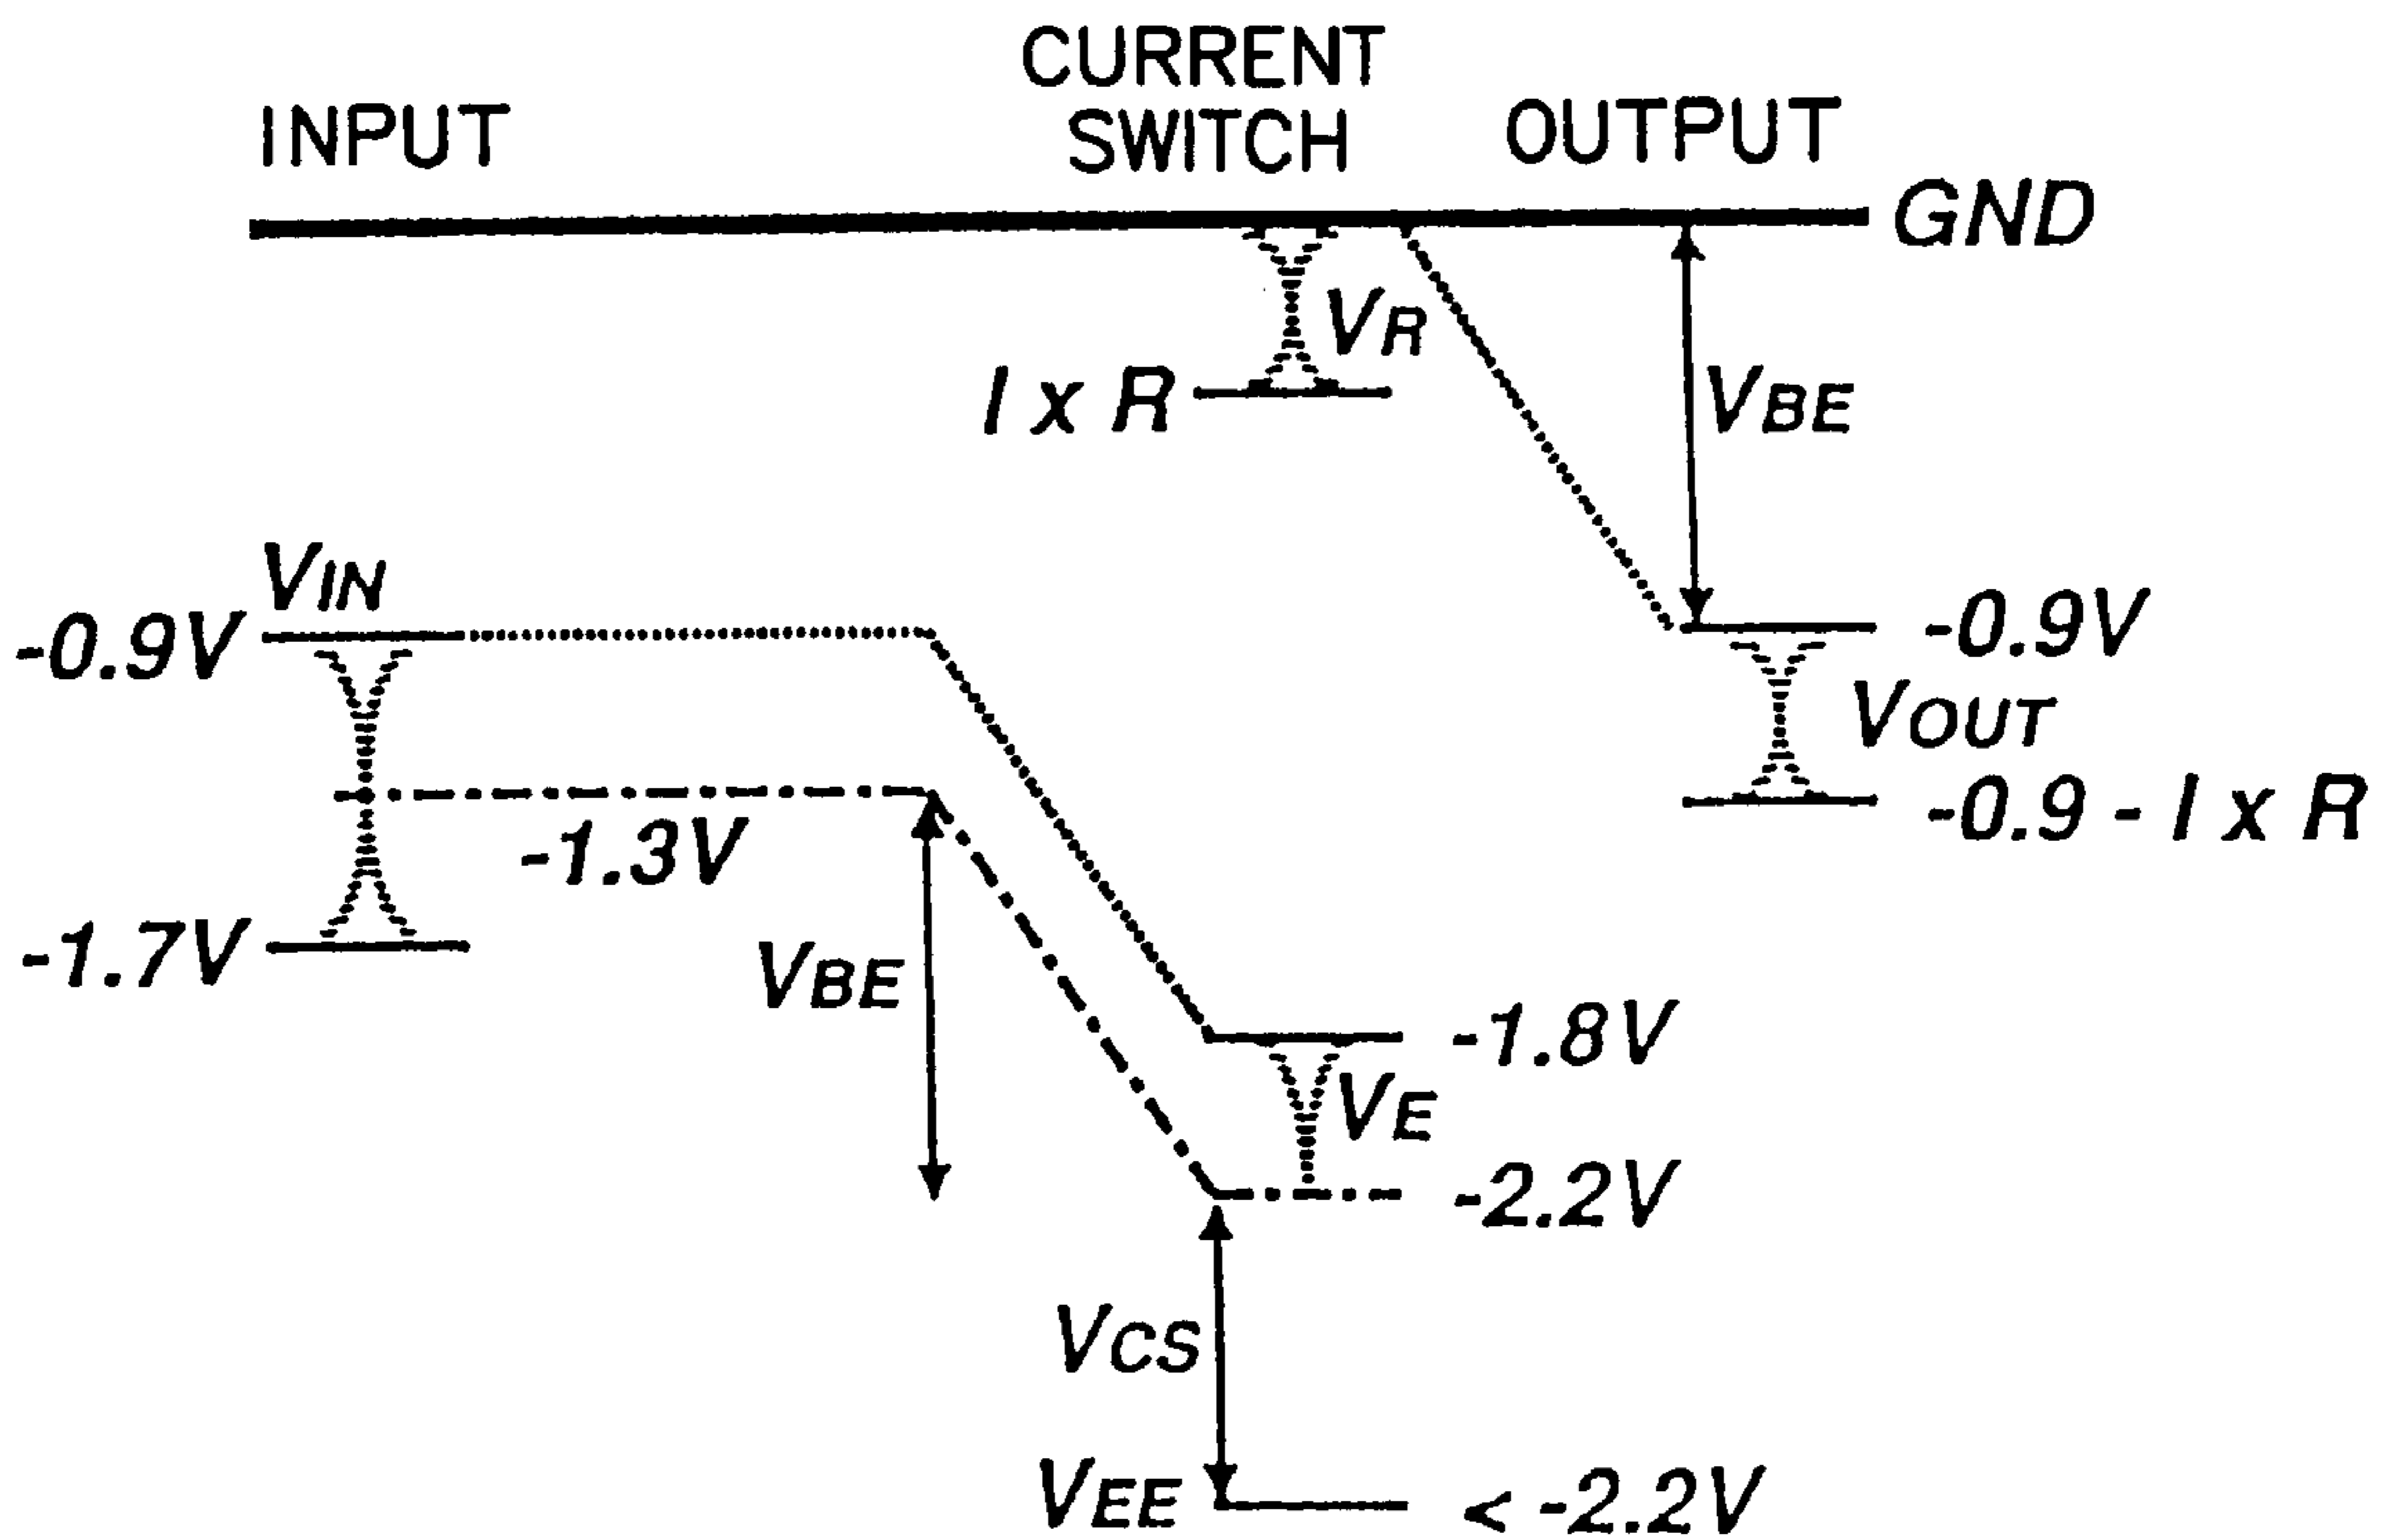 CURRENT
SWITCH
INPUT
OUTPUT
GND
VR
I x R
VBE
VIN
-0.9V
-0.9V
VOUT
-0.9 - I x R
-1.3V
-1.7V
VBE
-1.8V
VE
-2.2V
VCS
VEE
< -2.2V